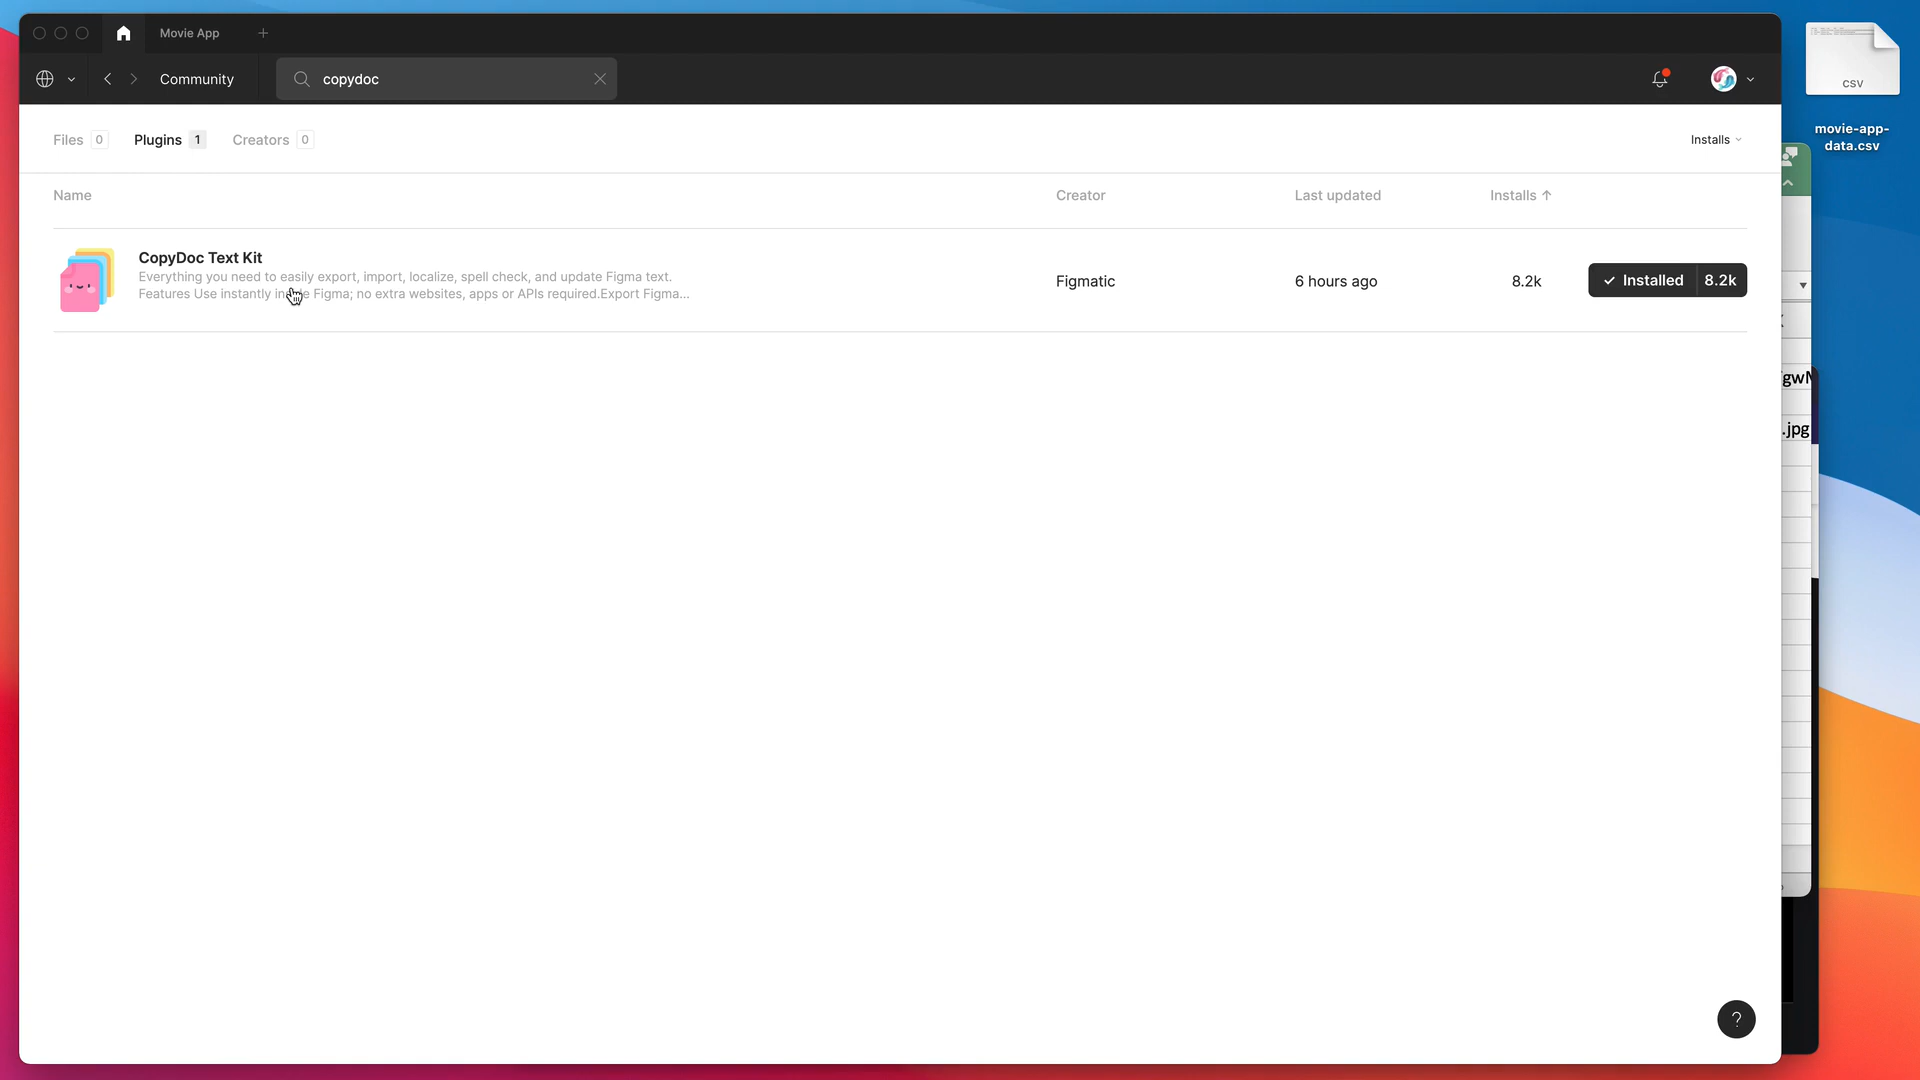 Movie App
Community
copydoc
Files 0
Plugins 1
Creators 0
Installs
Name
Creator
Last updated
Installs ↑
CopyDoc Text Kit
Everything you need to easily export, import, localize, spell check, and update Figma text.
Features Use instantly inside Figma; no extra websites, apps or APIs required.Export Figma...
Figmatic
6 hours ago
8.2k
✓ Installed 8.2k
?
CSV
movie-app-
data.csv
.jpg